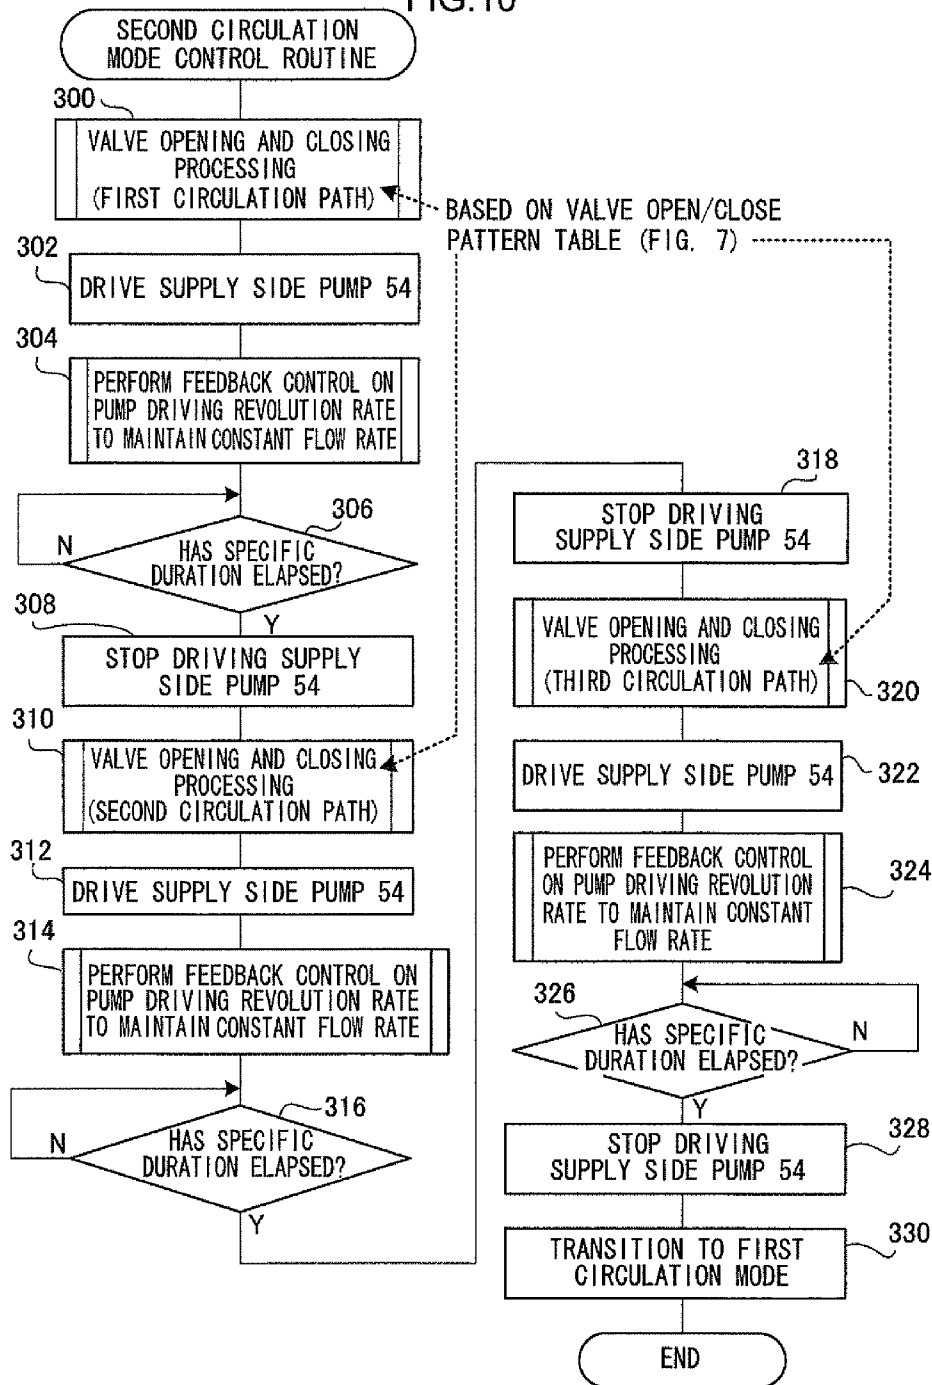 FIG.10
SECOND CIRCULATION
MODE CONTROL ROUTINE
300
VALVE OPENING AND CLOSING
PROCESSING
(FIRST CIRCULATION PATH)
BASED ON VALVE OPEN/CLOSE
PATTERN TABLE (FIG. 7)
302
DRIVE SUPPLY SIDE PUMP 54
304
PERFORM FEEDBACK CONTROL ON
PUMP DRIVING REVOLUTION RATE
TO MAINTAIN CONSTANT FLOW RATE
306
N
HAS SPECIFIC
DURATION ELAPSED?
Y
308
STOP DRIVING SUPPLY
SIDE PUMP 54
310
VALVE OPENING AND CLOSING
PROCESSING
(SECOND CIRCULATION PATH)
312
DRIVE SUPPLY SIDE PUMP 54
314
PERFORM FEEDBACK CONTROL ON
PUMP DRIVING REVOLUTION RATE
TO MAINTAIN CONSTANT FLOW RATE
316
N
HAS SPECIFIC
DURATION ELAPSED?
Y
318
STOP DRIVING
SUPPLY SIDE PUMP 54
VALVE OPENING AND CLOSING
PROCESSING
(THIRD CIRCULATION PATH)
320
DRIVE SUPPLY SIDE PUMP 54
322
PERFORM FEEDBACK CONTROL
ON PUMP DRIVING REVOLUTION
RATE TO MAINTAIN CONSTANT
FLOW RATE
324
326
HAS SPECIFIC
DURATION ELAPSED?
N
Y
STOP DRIVING
SUPPLY SIDE PUMP 54
328
TRANSITION TO FIRST
CIRCULATION MODE
330
END